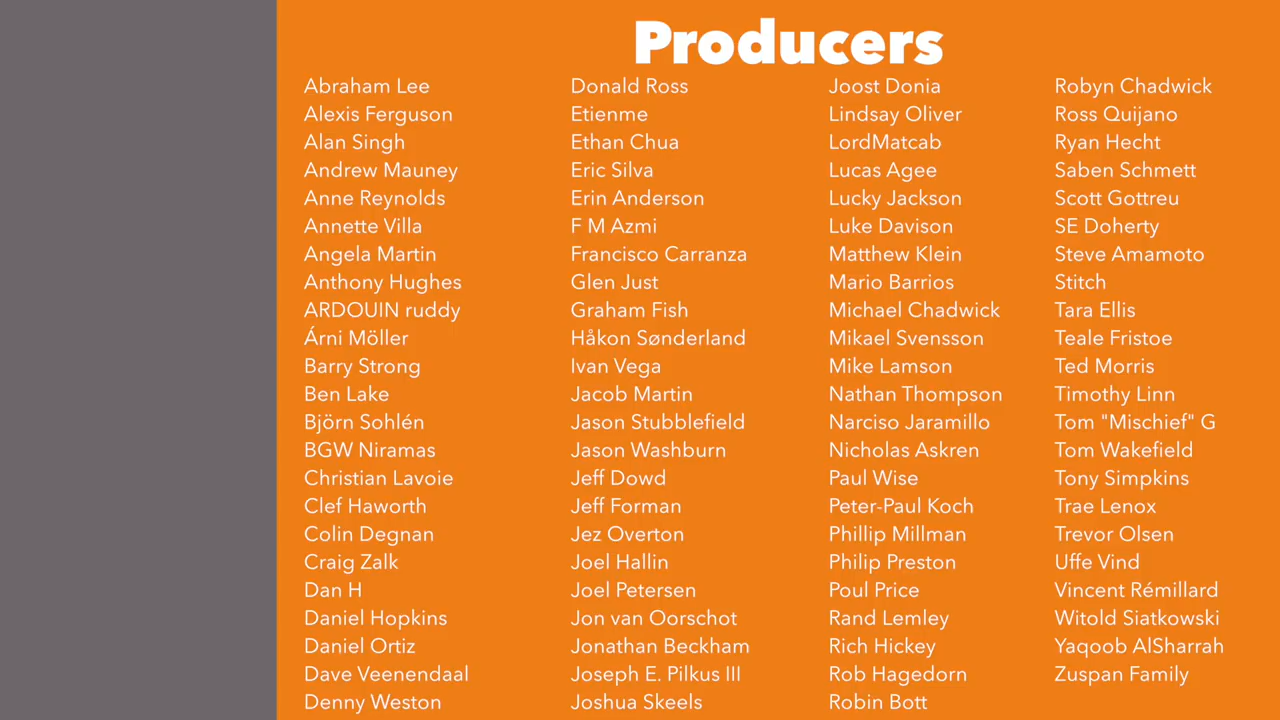 Producers
Abraham Lee
Alexis Ferguson
Alan Singh
Andrew Mauney
Anne Reynolds
Annette Villa
Angela Martin
Anthony Hughes
ARDOUIN ruddy
Árni Möller
Barry Strong
Ben Lake
Björn Sohlén
BGW Niramas
Christian Lavoie
Clef Haworth
Colin Degnan
Craig Zalk
Dan H
Daniel Hopkins
Daniel Ortiz
Dave Veenendaal
Denny Weston
Donald Ross
Etienme
Ethan Chua
Eric Silva
Erin Anderson
F M Azmi
Francisco Carranza
Glen Just
Graham Fish
Håkon Sønderland
Ivan Vega
Jacob Martin
Jason Stubblefield
Jason Washburn
Jeff Dowd
Jeff Forman
Jez Overton
Joel Hallin
Joel Petersen
Jon van Oorschot
Jonathan Beckham
Joseph E. Pilkus III
Joshua Skeels
Joost Donia
Lindsay Oliver
LordMatcab
Lucas Agee
Lucky Jackson
Luke Davison
Matthew Klein
Mario Barrios
Michael Chadwick
Mikael Svensson
Mike Lamson
Nathan Thompson
Narciso Jaramillo
Nicholas Askren
Paul Wise
Peter-Paul Koch
Phillip Millman
Philip Preston
Poul Price
Rand Lemley
Rich Hickey
Rob Hagedorn
Robin Bott
Robyn Chadwick
Ross Quijano
Ryan Hecht
Saben Schmett
Scott Gottreu
SE Doherty
Steve Amamoto
Stitch
Tara Ellis
Teale Fristoe
Ted Morris
Timothy Linn
Tom "Mischief" G
Tom Wakefield
Tony Simpkins
Trae Lenox
Trevor Olsen
Uffe Vind
Vincent Rémillard
Witold Siatkowski
Yaqoob AlSharrah
Zuspan Family